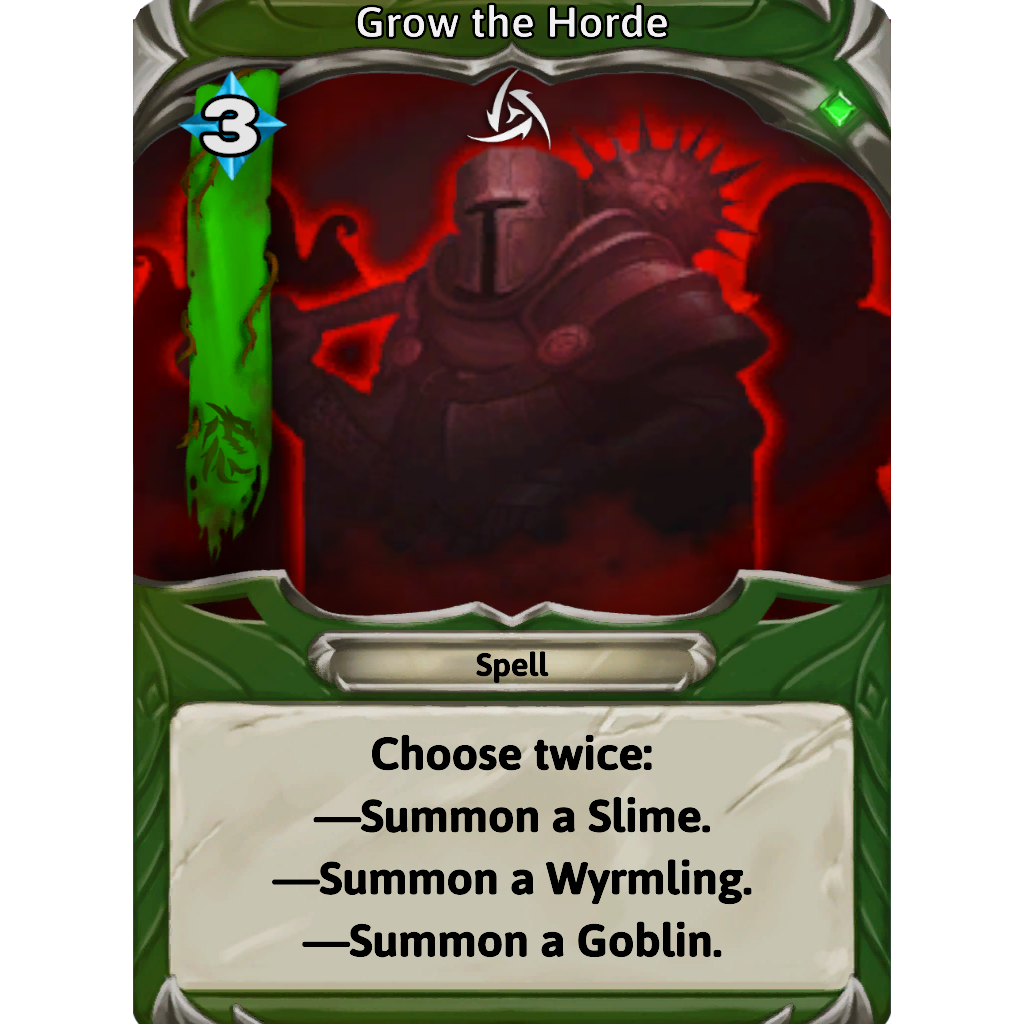 Grow the Horde
3
Spell
Choose twice:
—Summon a Slime.
—Summon a Wyrmling.
—Summon a Goblin.